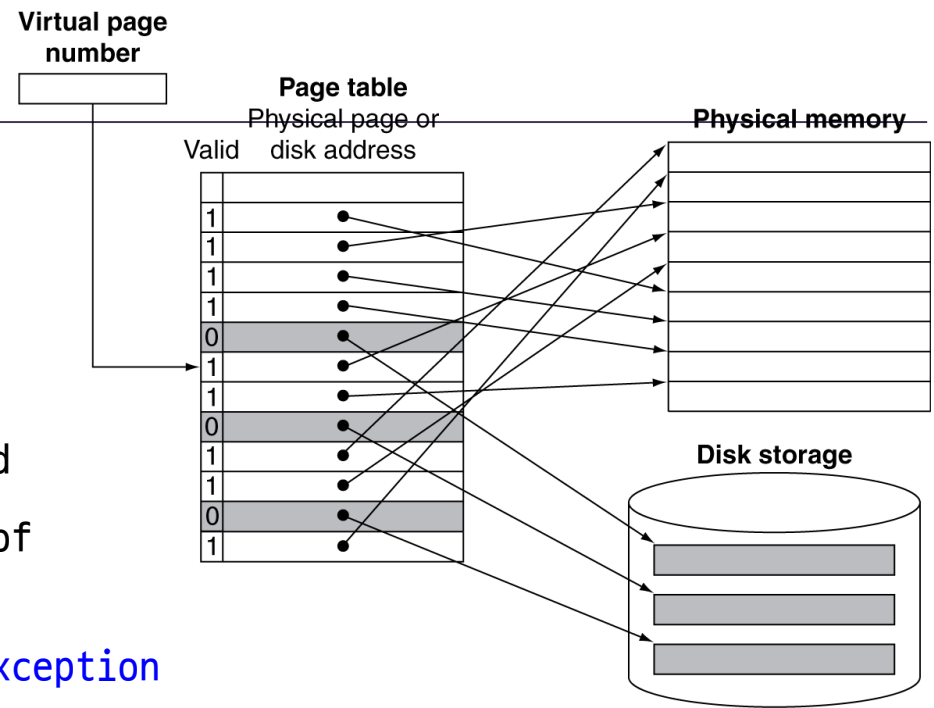 Virtual page
number
Page table
Physical page or
Valid disk address
Physical memory
1
1
1
1
0
1
1
0
1
1
0
1
Disk storage
of
xception